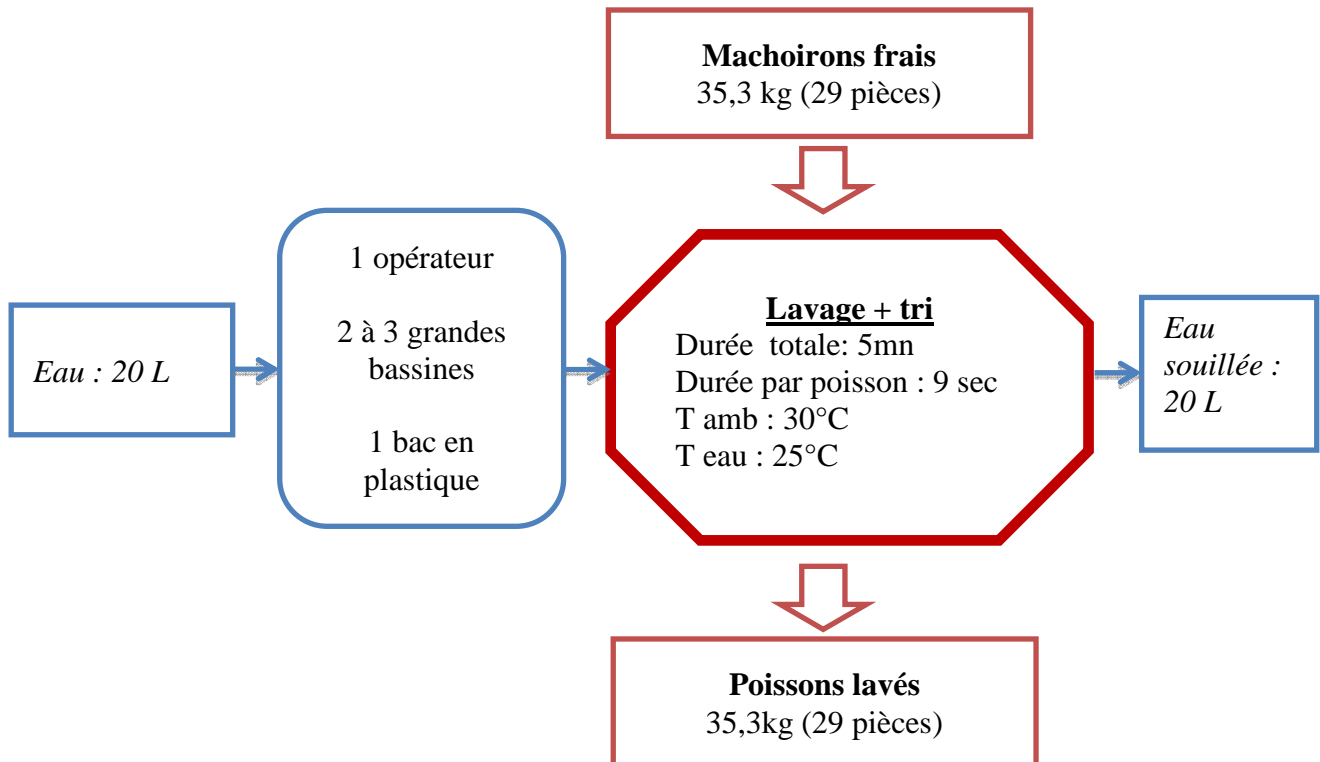 Machoirons frais
35,3 kg (29 pièces)
Eau : 20 L
1 opérateur
2 à 3 grandes
bassines
1 bac en
plastique
Lavage + tri
Durée totale: 5mn
Durée par poisson : 9 sec
T amb : 30°C
T eau : 25°C
Eau
souillée :
20 L
Poissons lavés
35,3kg (29 pièces)